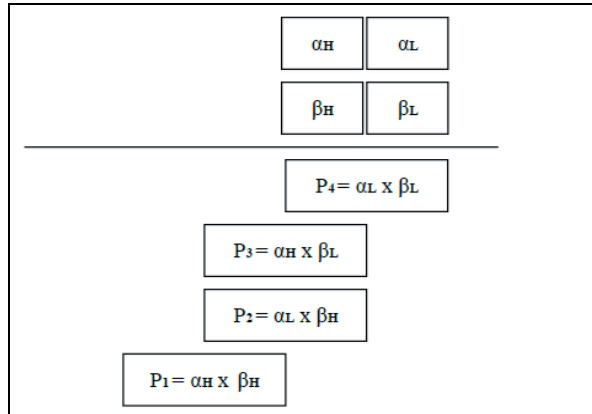 αH αL
βH βL
P4 = αL x βL
P3 = αH x βL
P2 = αL x βH
P1 = αH x βH